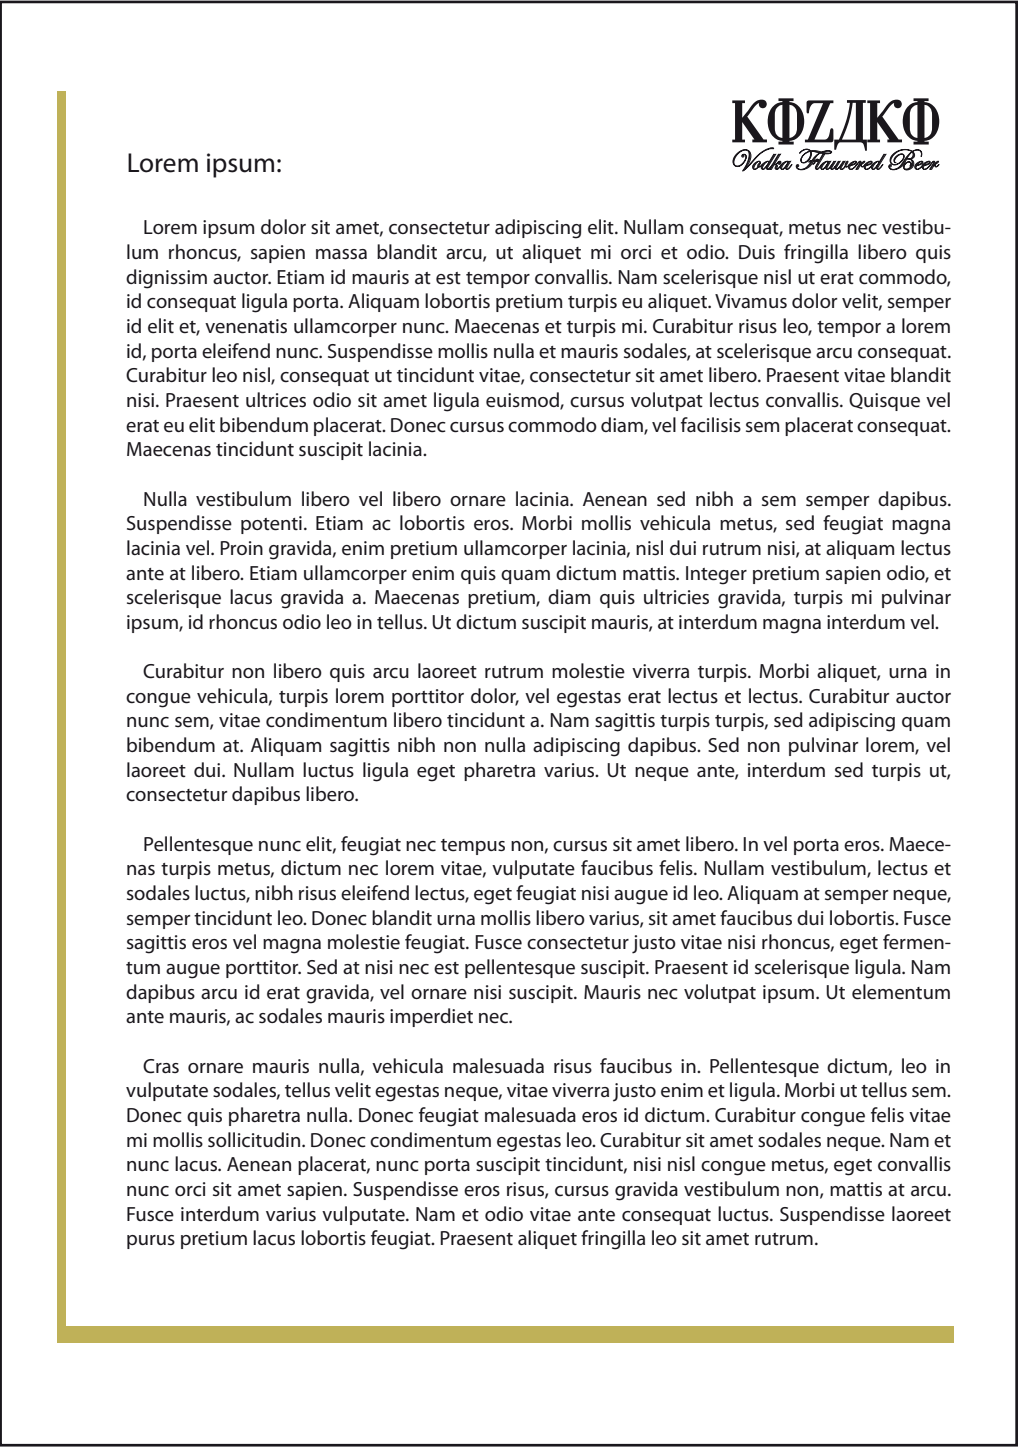 KΦZДKΦ
Vodka Flauvered Beer
Lorem ipsum:
Lorem ipsum dolor sit amet, consectetur adipiscing elit. Nullam consequat, metus nec vestibu-
lum rhoncus, sapien massa blandit arcu, ut aliquet mi orci et odio. Duis fringilla libero quis
dignissim auctor. Etiam id mauris at est tempor convallis. Nam scelerisque nisl ut erat commodo,
id consequat ligula porta. Aliquam lobortis pretium turpis eu aliquet. Vivamus dolor velit, semper
id elit et, venenatis ullamcorper nunc. Maecenas et turpis mi. Curabitur risus leo, tempor a lorem
id, porta eleifend nunc. Suspendisse mollis nulla et mauris sodales, at scelerisque arcu consequat.
Curabitur leo nisl, consequat ut tincidunt vitae, consectetur sit amet libero. Praesent vitae blandit
nisi. Praesent ultrices odio sit amet ligula euismod, cursus volutpat lectus convallis. Quisque vel
erat eu elit bibendum placerat. Donec cursus commodo diam, vel facilisis sem placerat consequat.
Maecenas tincidunt suscipit lacinia.
Nulla vestibulum libero vel libero ornare lacinia. Aenean sed nibh a sem semper dapibus.
Suspendisse potenti. Etiam ac lobortis eros. Morbi mollis vehicula metus, sed feugiat magna
lacinia vel. Proin gravida, enim pretium ullamcorper lacinia, nisl dui rutrum nisi, at aliquam lectus
ante at libero. Etiam ullamcorper enim quis quam dictum mattis. Integer pretium sapien odio, et
scelerisque lacus gravida a. Maecenas pretium, diam quis ultricies gravida, turpis mi pulvinar
ipsum, id rhoncus odio leo in tellus. Ut dictum suscipit mauris, at interdum magna interdum vel.
Curabitur non libero quis arcu laoreet rutrum molestie viverra turpis. Morbi aliquet, urna in
congue vehicula, turpis lorem porttitor dolor, vel egestas erat lectus et lectus. Curabitur auctor
nunc sem, vitae condimentum libero tincidunt a. Nam sagittis turpis turpis, sed adipiscing quam
bibendum at. Aliquam sagittis nibh non nulla adipiscing dapibus. Sed non pulvinar lorem, vel
laoreet dui. Nullam luctus ligula eget pharetra varius. Ut neque ante, interdum sed turpis ut,
consectetur dapibus libero.
Pellentesque nunc elit, feugiat nec tempus non, cursus sit amet libero. In vel porta eros. Maece-
nas turpis metus, dictum nec lorem vitae, vulputate faucibus felis. Nullam vestibulum, lectus et
sodales luctus, nibh risus eleifend lectus, eget feugiat nisi augue id leo. Aliquam at semper neque,
semper tincidunt leo. Donec blandit urna mollis libero varius, sit amet faucibus dui lobortis. Fusce
sagittis eros vel magna molestie feugiat. Fusce consectetur justo vitae nisi rhoncus, eget fermen-
tum augue porttitor. Sed at nisi nec est pellentesque suscipit. Praesent id scelerisque ligula. Nam
dapibus arcu id erat gravida, vel ornare nisi suscipit. Mauris nec volutpat ipsum. Ut elementum
ante mauris, ac sodales mauris imperdiet nec.
Cras ornare mauris nulla, vehicula malesuada risus faucibus in. Pellentesque dictum, leo in
vulputate sodales, tellus velit egestas neque, vitae viverra justo enim et ligula. Morbi ut tellus sem.
Donec quis pharetra nulla. Donec feugiat malesuada eros id dictum. Curabitur congue felis vitae
mi mollis sollicitudin. Donec condimentum egestas leo. Curabitur sit amet sodales neque. Nam et
nunc lacus. Aenean placerat, nunc porta suscipit tincidunt, nisi nisl congue metus, eget convallis
nunc orci sit amet sapien. Suspendisse eros risus, cursus gravida vestibulum non, mattis at arcu.
Fusce interdum varius vulputate. Nam et odio vitae ante consequat luctus. Suspendisse laoreet
purus pretium lacus lobortis feugiat. Praesent aliquet fringilla leo sit amet rutrum.